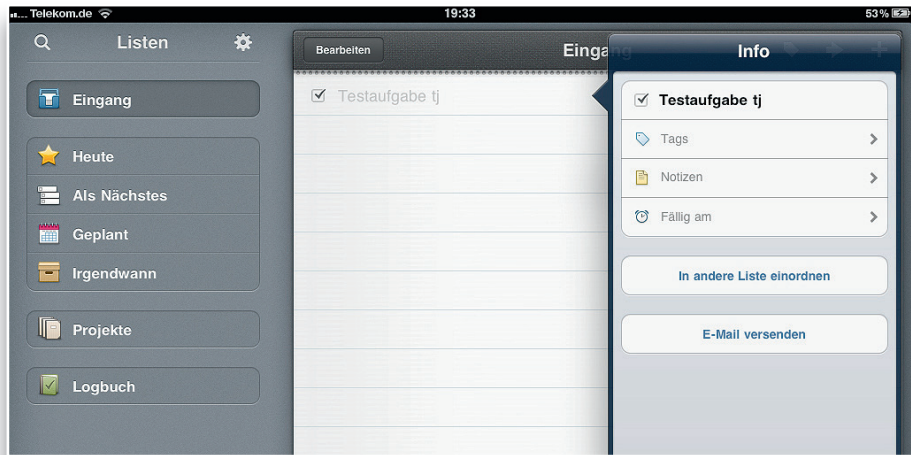 Telekom.de
19:33
53%
Listen
Eingang
Heute
Als Nächstes
Geplant
Irgendwann
Projekte
Logbuch
Bearbeiten
Einga
Testaufgabe tj
Info
Testaufgabe tj
Tags
Notizen
Fällig am
In andere Liste einordnen
E-Mail versenden